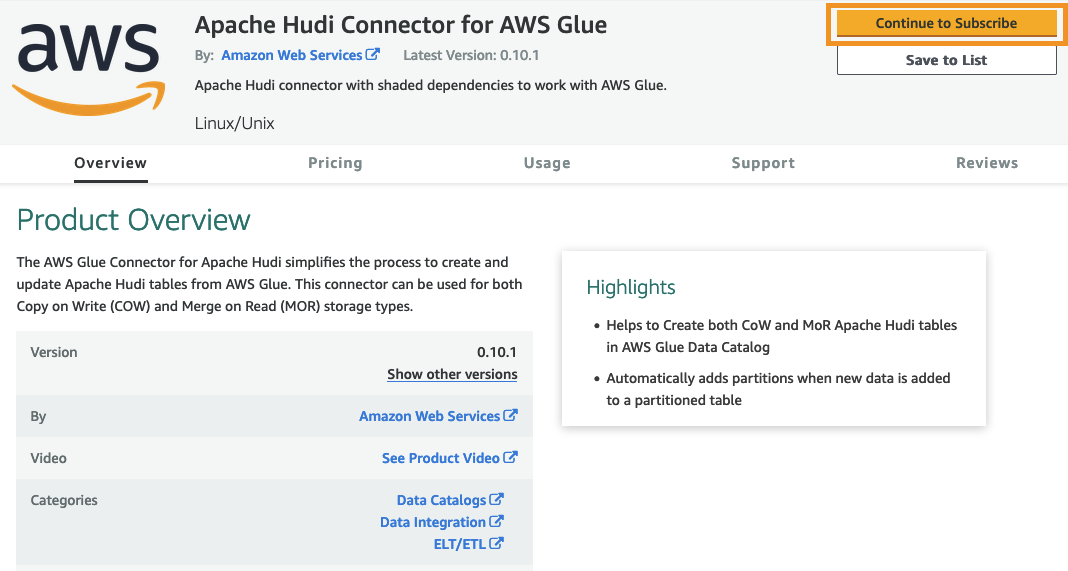 aws
Apache Hudi Connector for AWS Glue
By: Amazon Web Services Latest Version: 0.10.1
Apache Hudi connector with shaded dependencies to work with AWS Glue.
Linux/Unix
Continue to Subscribe
Save to List
Overview Pricing Usage Support Reviews
Product Overview
The AWS Glue Connector for Apache Hudi simplifies the process to create and
update Apache Hudi tables from AWS Glue. This connector can be used for both
Copy on Write (COW) and Merge on Read (MOR) storage types.
Version 0.10.1
Show other versions
By Amazon Web Services
Video See Product Video
Categories Data Catalogs
Data Integration
ELT/ETL
Highlights
• Helps to Create both CoW and MoR Apache Hudi tables
in AWS Glue Data Catalog
• Automatically adds partitions when new data is added
to a partitioned table